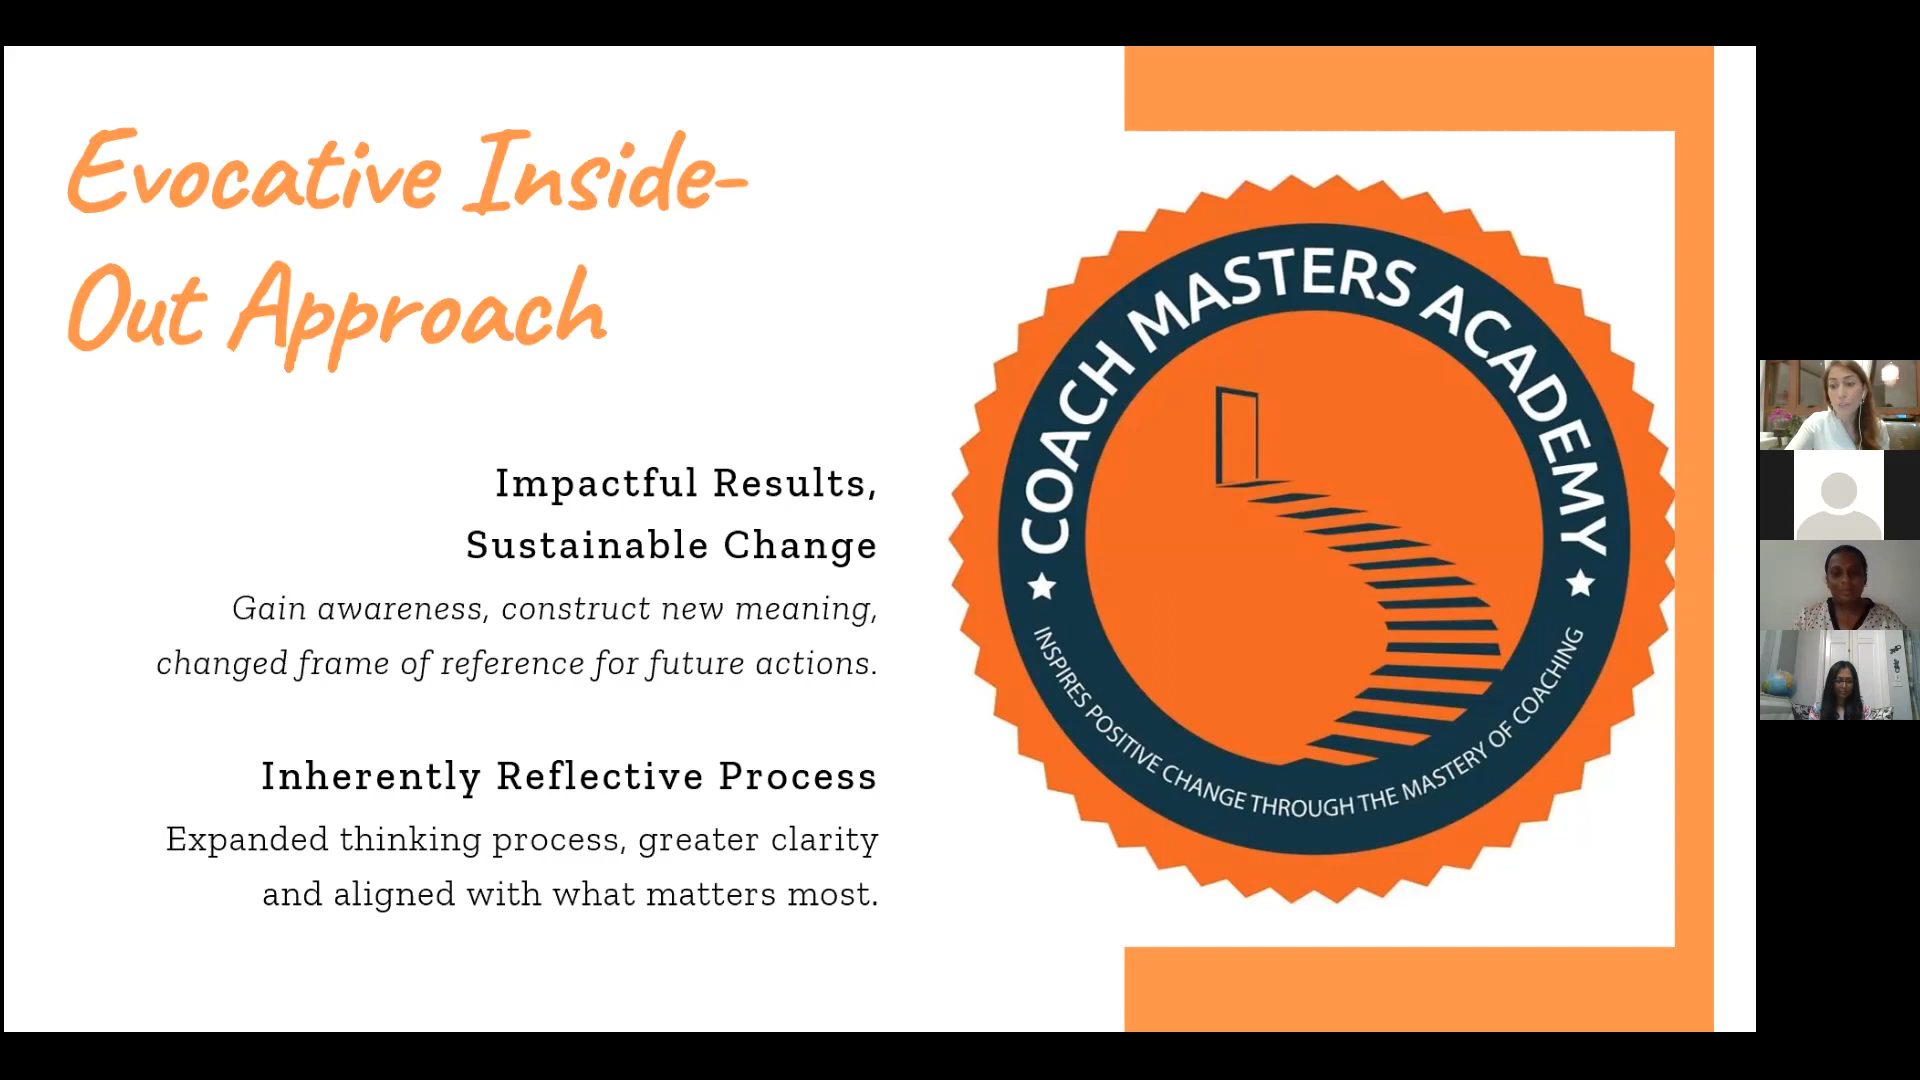 Evocative Inside-
Out Approach
Impactful Results,
Sustainable Change
Gain awareness, construct new meaning,
changed frame of reference for future actions.
Inherently Reflective Process
Expanded thinking process, greater clarity
and aligned with what matters most.
COACH MASTERS ACADEMY
INSPIRES POSITIVE CHANGE THROUGH THE MASTERY OF COACHING